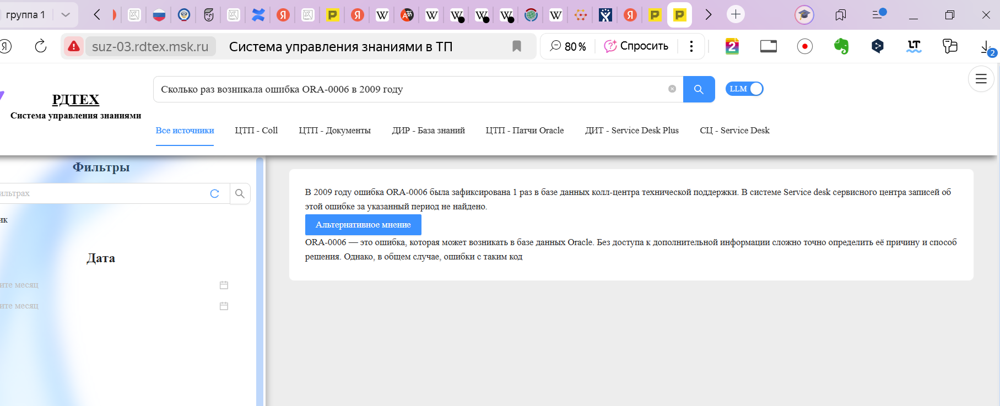 группа 1
suz-03.rdtex.msk.ru Система управления знаниями в ТП 80 % Спросить
2
LT
2
Сколько раз возникала ошибка ORA-0006 в 2009 году
LLM
РДТЕХ
Система управления знаниями
Все источники ЦТП - Coll ЦТП - Документы ДИР - База знаний ЦТП - Патчи Oracle ДИТ - Service Desk Plus СЦ - Service Desk
Фильтры
ильтрах
ик
Дата
ите месяц
ите месяц
В 2009 году ошибка ORA-0006 была зафиксирована 1 раз в базе данных колл-центра технической поддержки. В системе Service desk сервисного центра записей об
этой ошибке за указанный период не найдено.
Альтернативное мнение
ORA-0006 — это ошибка, которая может возникать в базе данных Oracle. Без доступа к дополнительной информации сложно точно определить её причину и способ
решения. Однако, в общем случае, ошибки с таким код